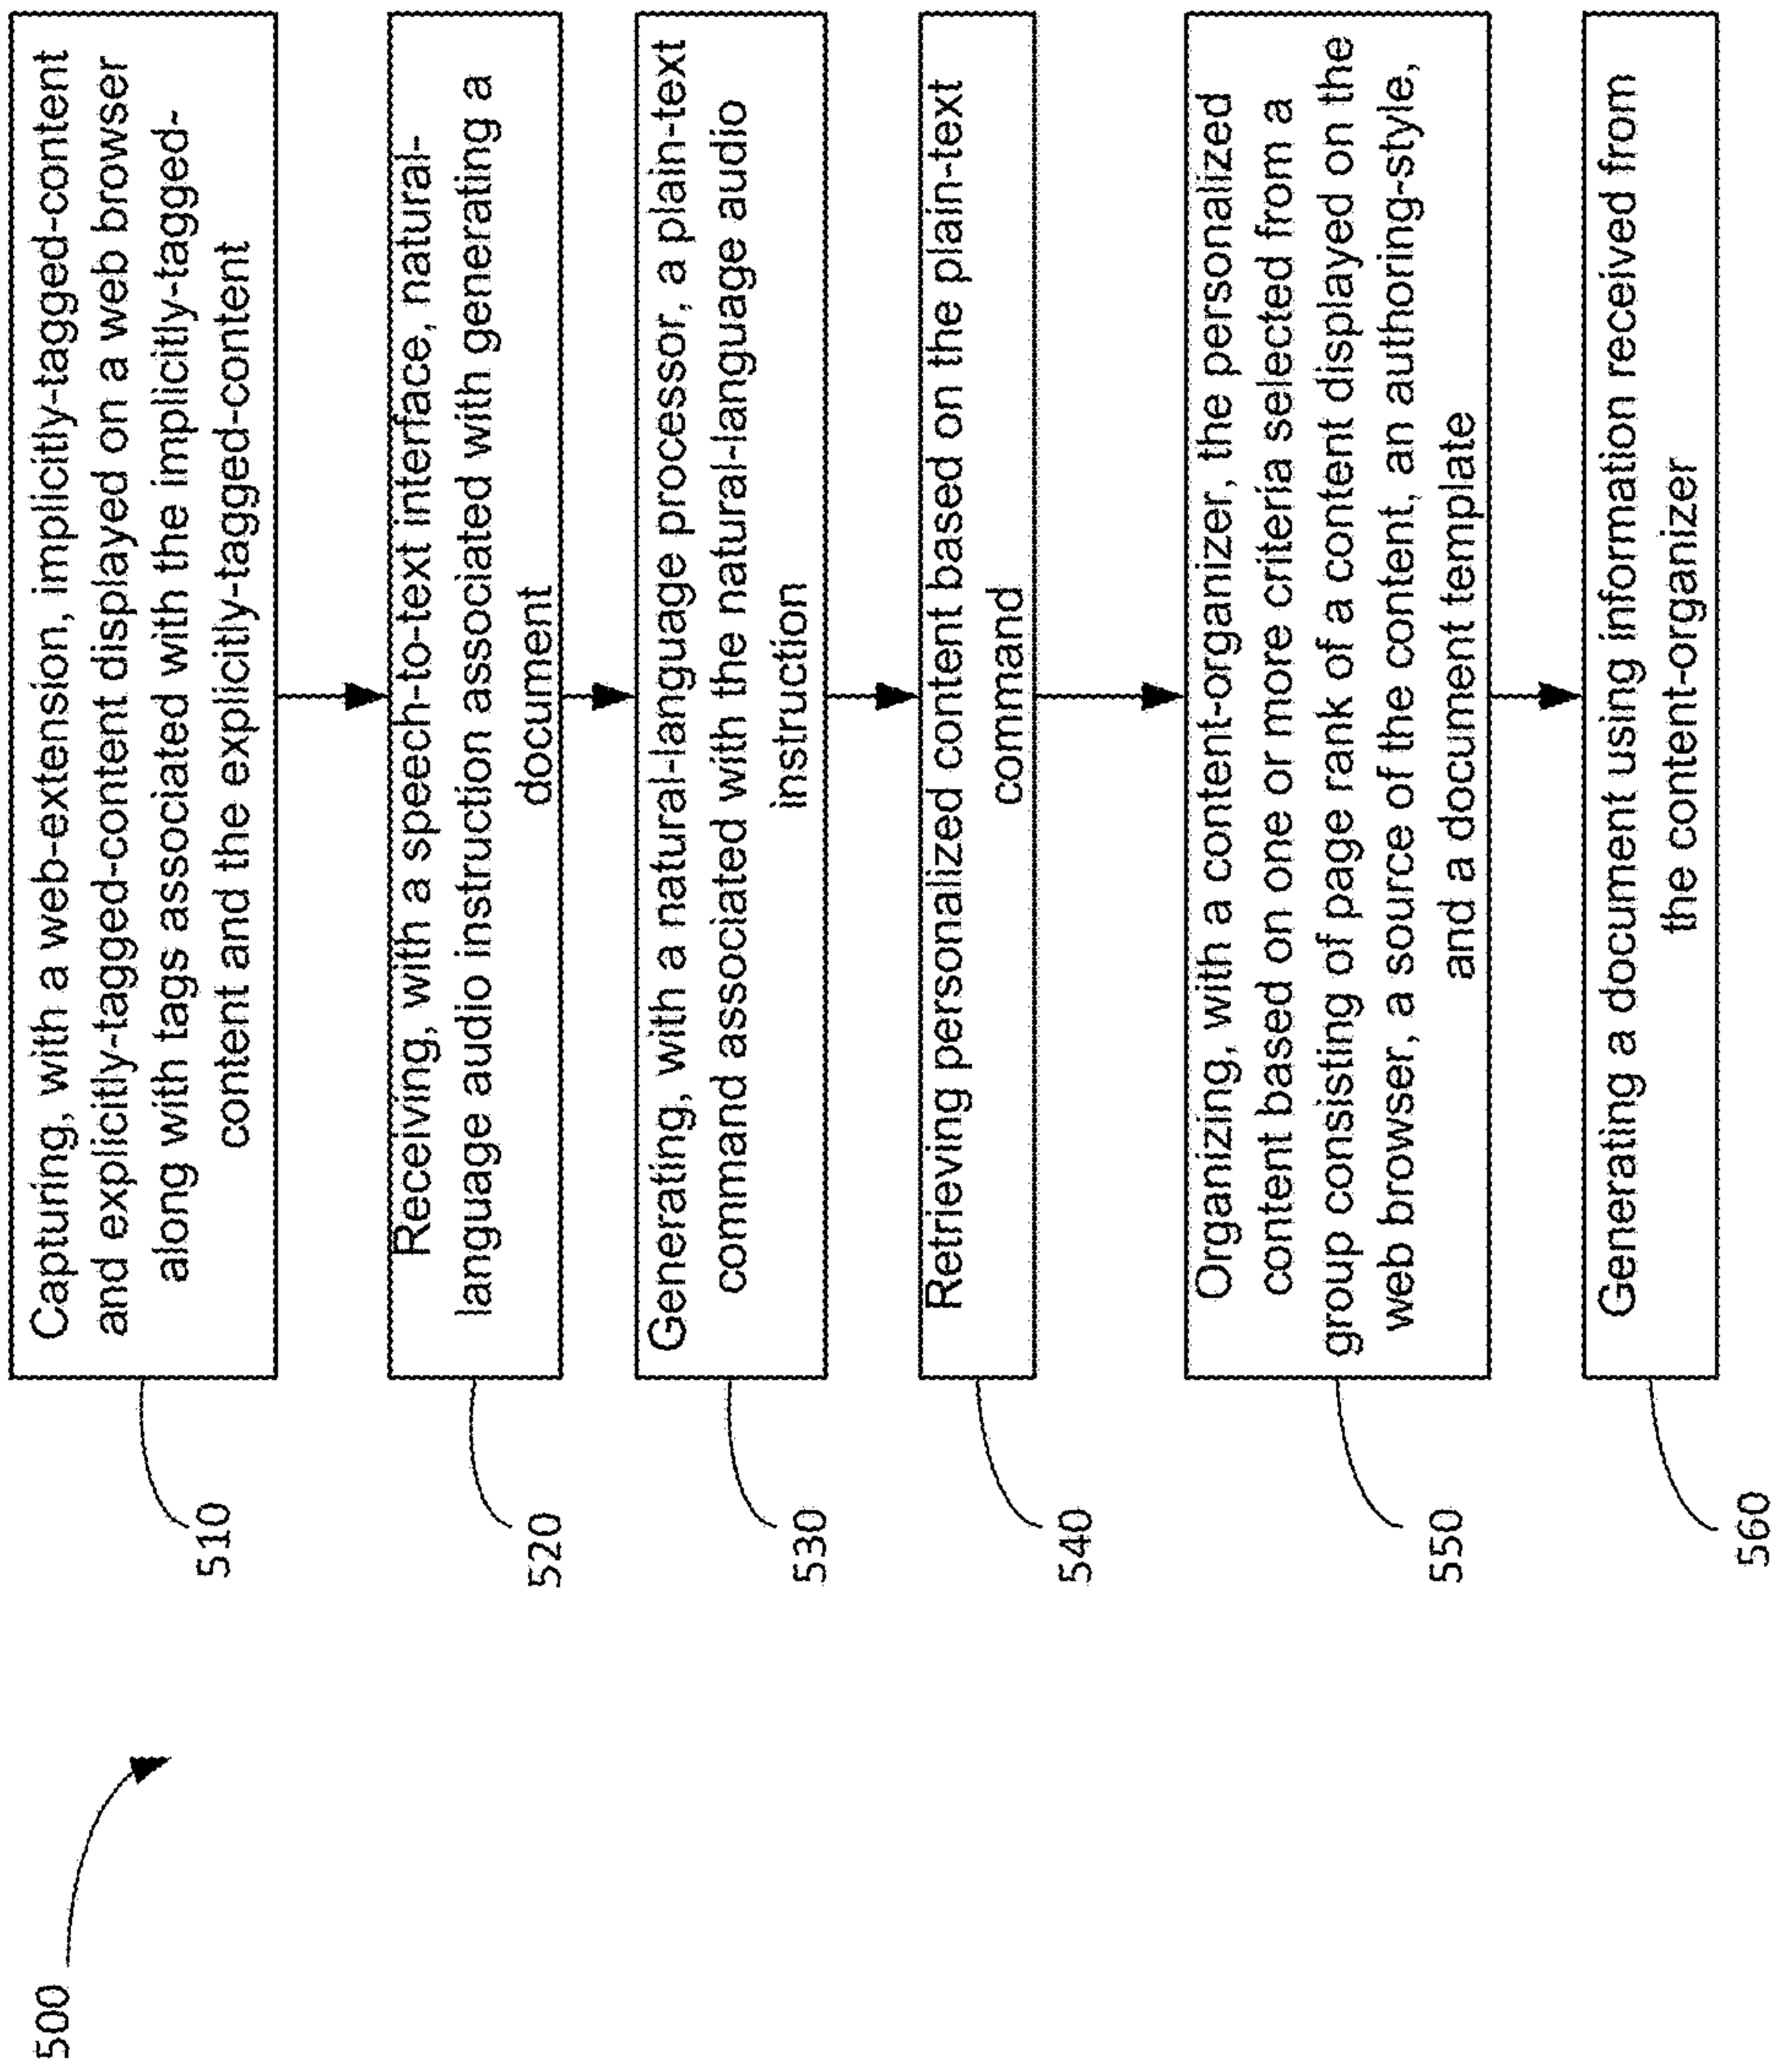 500
510
Capturing, with a web-extension, implicitly-tagged-content
and explicitly-tagged-content displayed on a web browser
along with tags associated with the implicitly-tagged-
content and the explicitly-tagged-content
520
Receiving, with a speech-to-text interface, natural-
language audio instruction associated with generating a
document
530
Generating, with a natural-language processor, a plain-text
command associated with the natural-language audio
instruction
540
Retrieving personalized content based on the plain-text
command
550
Organizing, with a content-organizer, the personalized
content based on one or more criteria selected from a
group consisting of page rank of a content displayed on the
web browser, a source of the content, an authoring-style,
and a document template
560
Generating a document using information received from
the content-organizer